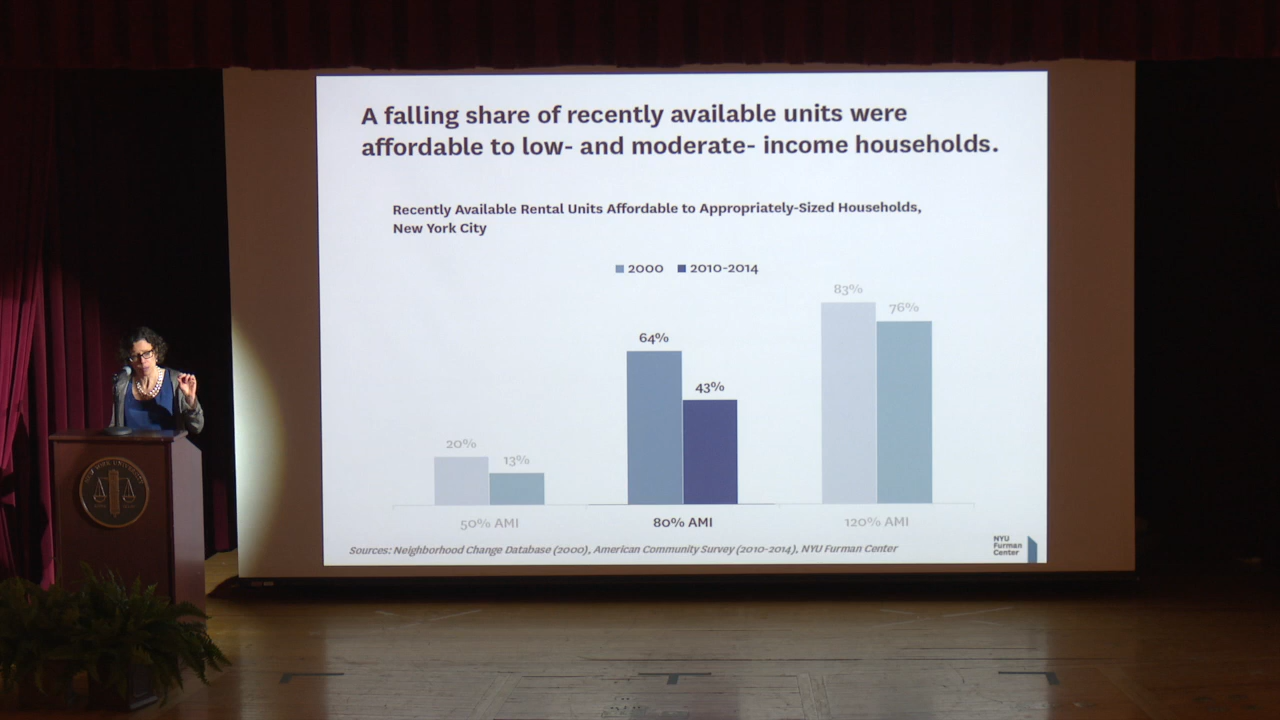 A falling share of recently available units were
affordable to low- and moderate- income households.
Recently Available Rental Units Affordable to Appropriately-Sized Households,
New York City
2000 2010-2014
83%
76%
64%
43%
20%
13%
50% AMI 80% AMI 120% AMI
Sources: Neighborhood Change Database (2000), American Community Survey (2010-2014), NYU Furman Center
NYU
Furman
Center